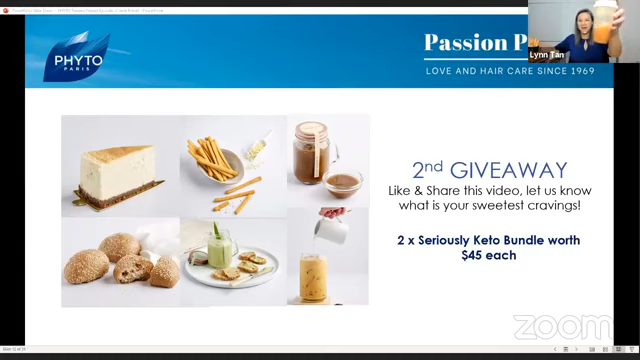 PHYTO
PARIS
Passion P
LOVE AND HAIR CARE SINCE 1969
Lynn Tan
2nd GIVEAWAY
Like & Share this video, let us know
what is your sweetest cravings!
2 x Seriously Keto Bundle worth
$45 each
zoom